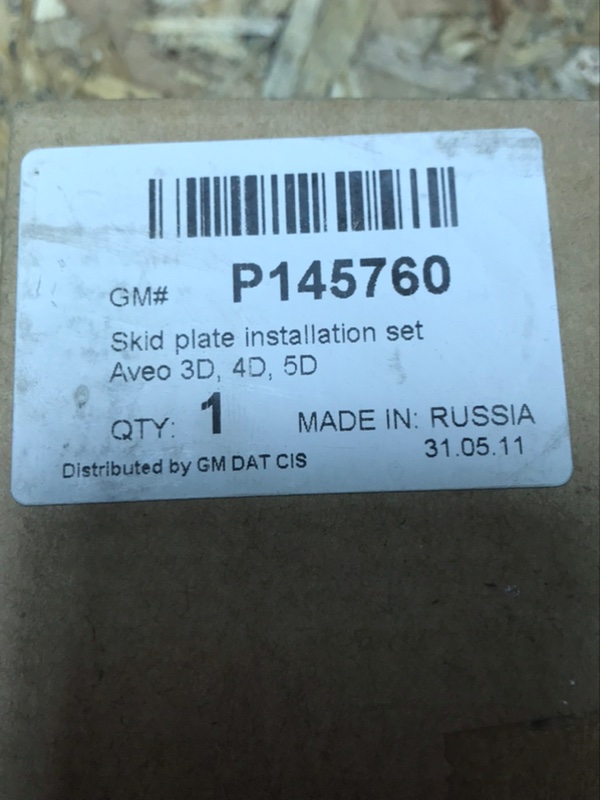 GM# P145760
Skid plate installation set
Aveo 3D, 4D, 5D
QTY: 1 MADE IN: RUSSIA
31.05.11
Distributed by GM DAT CIS